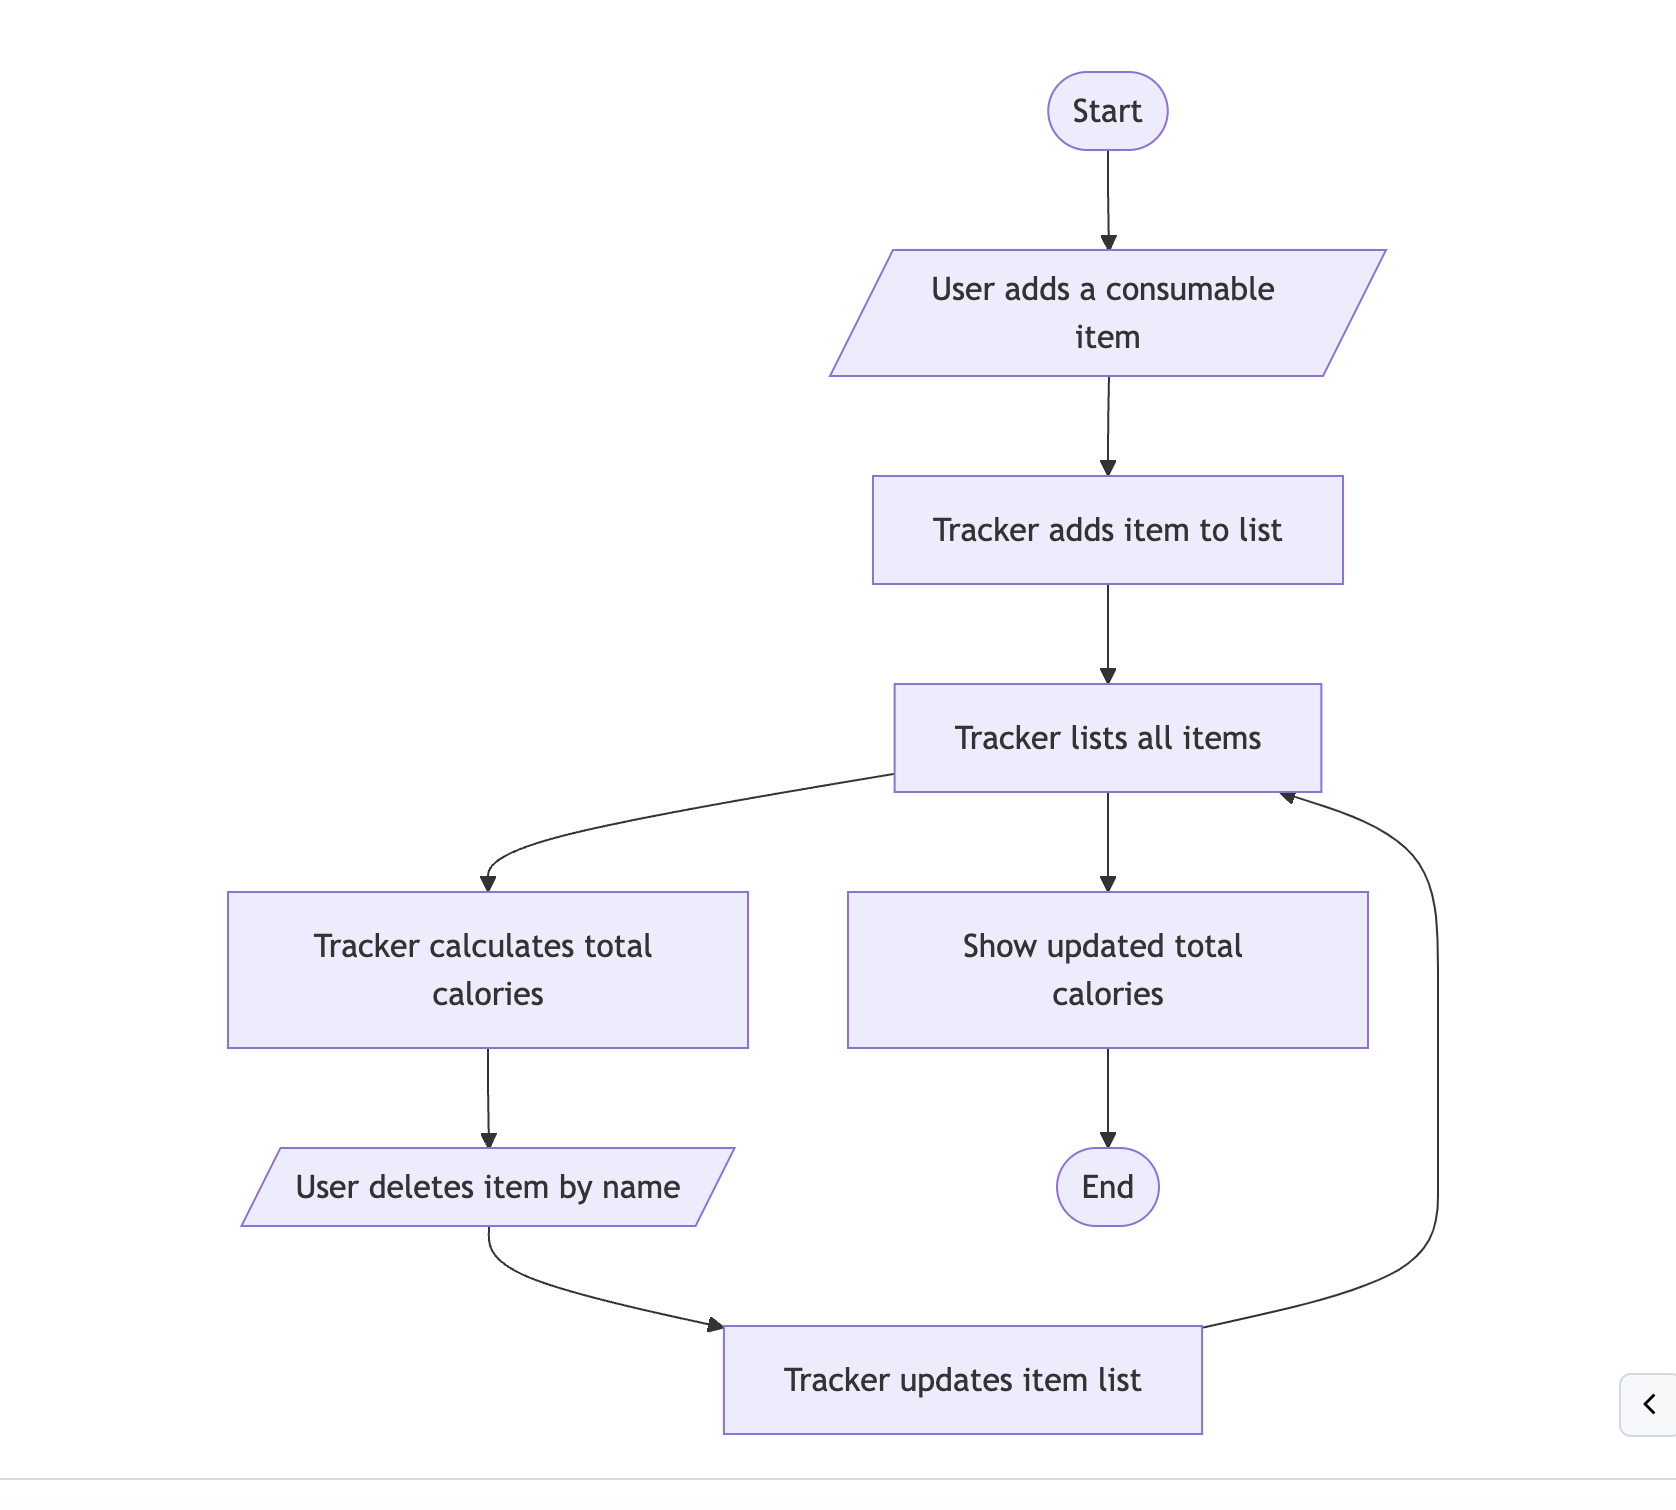 Start
User adds a consumable
item
Tracker adds item to list
Tracker lists all items
Tracker calculates total
calories
Show updated total
calories
User deletes item by name
End
Tracker updates item list